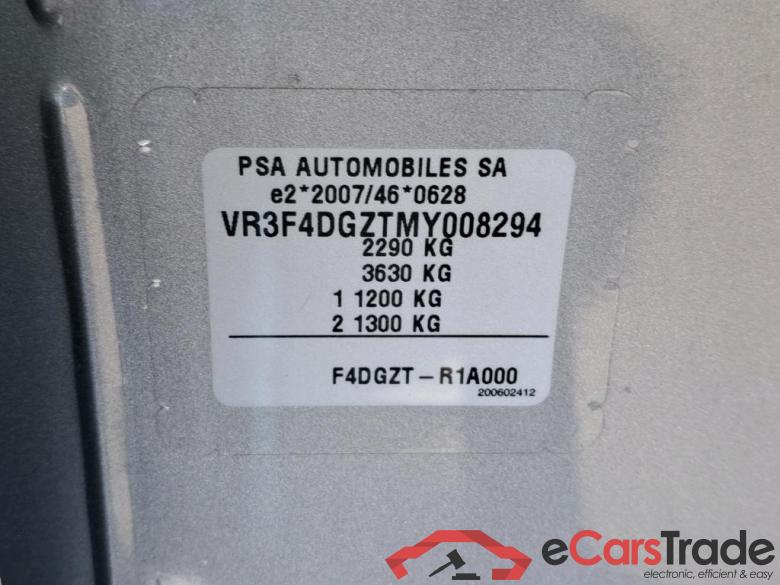 PSA AUTOMOBILES SA
e2*2007/46*0628
VR3F4DGZTMY008294
2290 KG
3630 KG
1 1200 KG
2 1300 KG
F4DGZT – R1A000
200602412
eCarsTrade
electronic, efficient & easy